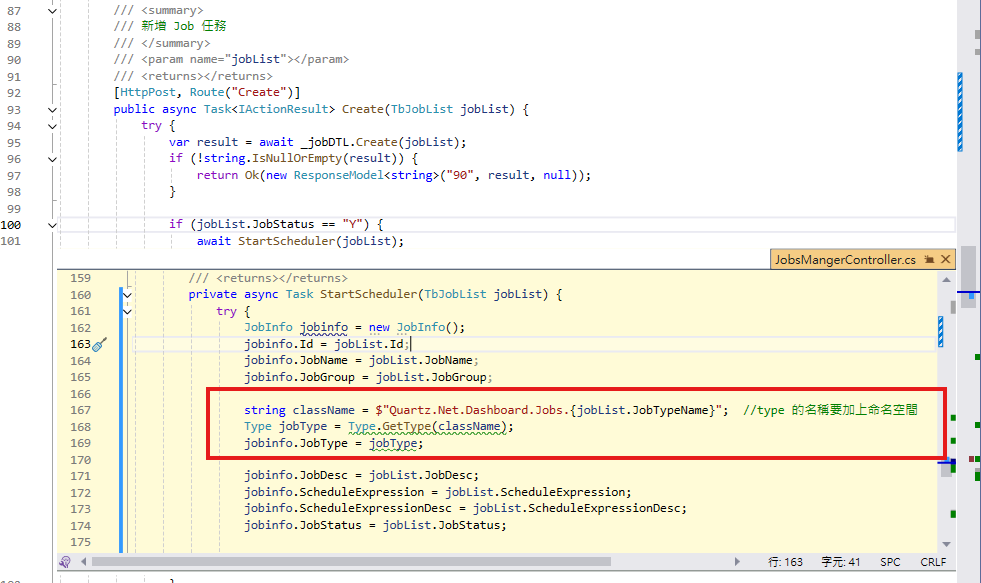 87 /// <summary>
88 /// 新增 Job 任務
89 /// </summary>
90 /// <param name="jobList"></param>
91 /// <returns></returns>
92 [HttpPost, Route("Create")]
93 public async Task<IActionResult> Create(TbJobList jobList) {
94 try {
95 var result = await _jobDTL.Create(jobList);
96 if (!string.IsNullOrEmpty(result)) {
97 return Ok(new ResponseModel<string>("90", result, null));
98 }
99
100 if (jobList.JobStatus == "Y") {
101 await StartScheduler(jobList);
JobsMangerController.cs
159 /// <returns></returns>
160 private async Task StartScheduler(TbJobList jobList) {
161 try {
162 JobInfo jobinfo = new JobInfo();
163 jobinfo.Id = jobList.Id;
164 jobinfo.JobName = jobList.JobName;
165 jobinfo.JobGroup = jobList.JobGroup;
166
167 string className = $"Quartz.Net.Dashboard.Jobs.{jobList.JobTypeName}"; //type 的名稱要加上命名空間
168 Type jobType = Type.GetType(className);
169 jobinfo.JobType = jobType;
170
171 jobinfo.JobDesc = jobList.JobDesc;
172 jobinfo.ScheduleExpression = jobList.ScheduleExpression;
173 jobinfo.ScheduleExpressionDesc = jobList.ScheduleExpressionDesc;
174 jobinfo.JobStatus = jobList.JobStatus;
175
行: 163 字元: 41 SPC CRLF
}